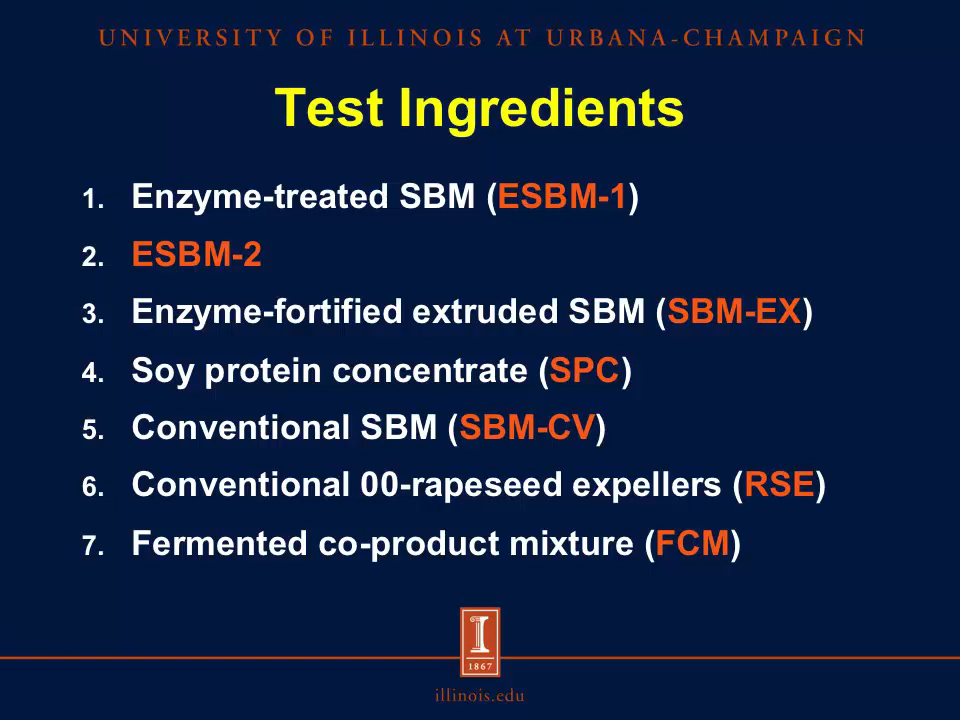 UNIVERSITY OF ILLINOIS AT URBANA-CHAMPAIGN
Test Ingredients
1. Enzyme-treated SBM (ESBM-1)
2. ESBM-2
3. Enzyme-fortified extruded SBM (SBM-EX)
4. Soy protein concentrate (SPC)
5. Conventional SBM (SBM-CV)
6. Conventional 00-rapeseed expellers (RSE)
7. Fermented co-product mixture (FCM)
I
1867
illinois.edu